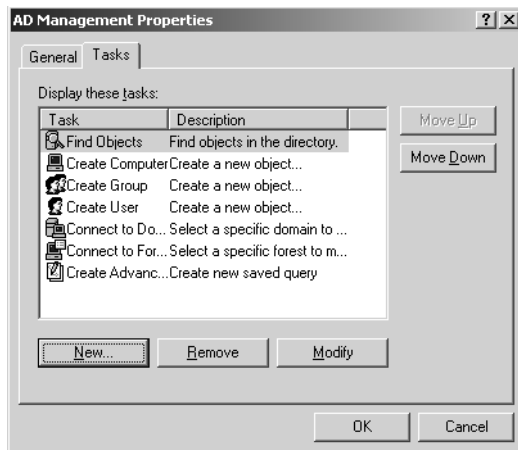 AD Management Properties
? X
General Tasks
Display these tasks:
Task Description
Find Objects Find objects in the directory.
Create Computer Create a new object...
Create Group Create a new object...
Create User Create a new object...
Connect to Do... Select a specific domain to ...
Connect to For... Select a specific forest to m...
Create Advanc... Create new saved query
Move Up
Move Down
New... Remove Modify
OK Cancel